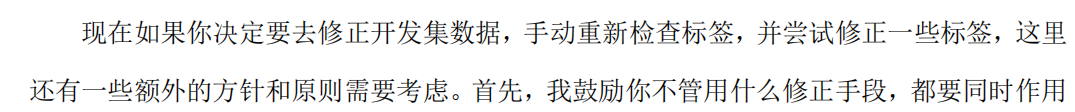 现在如果你决定要去修正开发集数据，手动重新检查标签，并尝试修正一些标签，这里
还有一些额外的方针和原则需要考虑。首先，我鼓励你不管用什么修正手段，都要同时作用